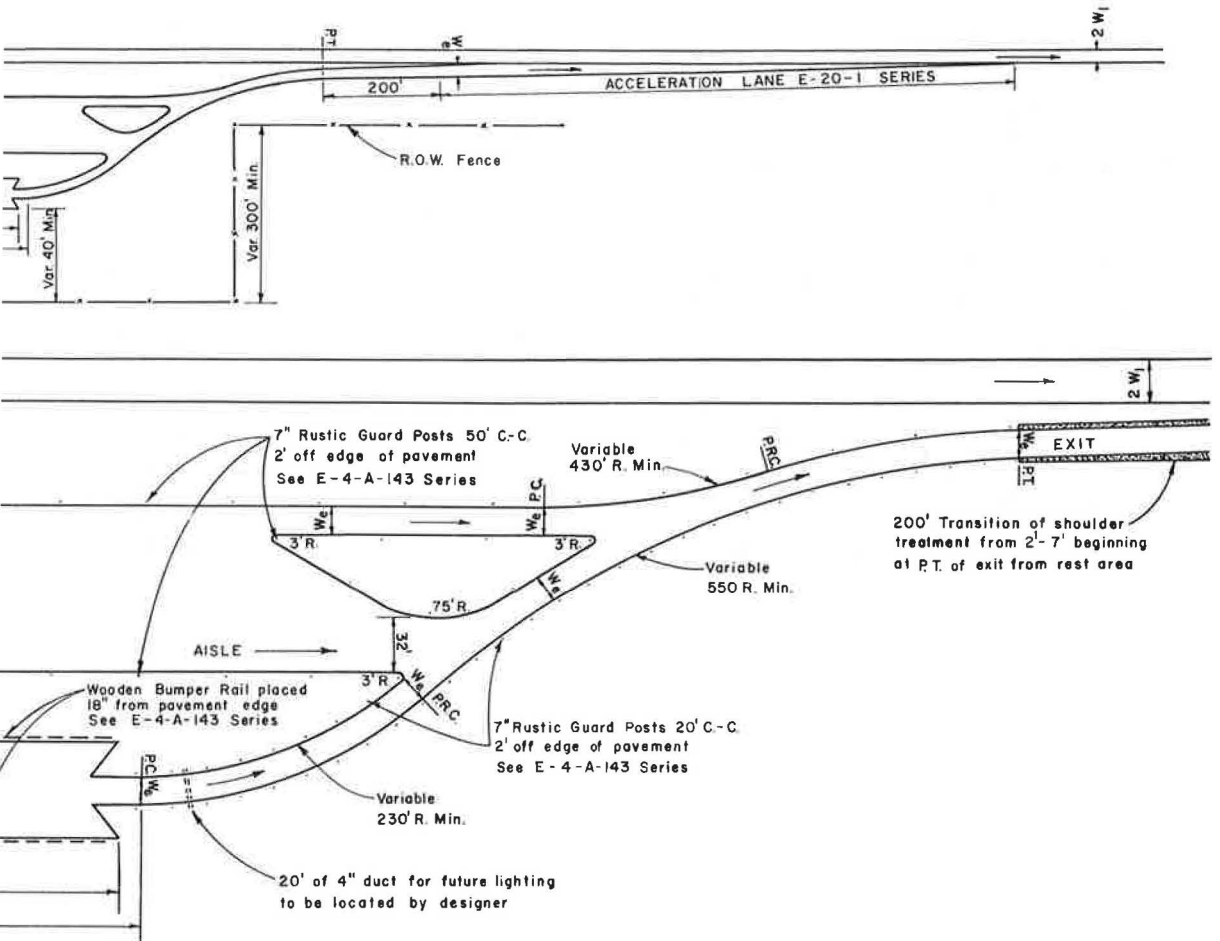 P.T.
We
2 W1
200'
ACCELERATION LANE E-20-1 SERIES
R.O.W. Fence
Var. 40' Min.
Var. 300' Min.
2 W1
7" Rustic Guard Posts 50' C.-C.
2' off edge of pavement
See E-4-A-143 Series
Variable
430' R. Min.
P.R.C.
We
EXIT
P.T.
We
We P.C.
3' R.
3' R.
200' Transition of shoulder
treatment from 2'-7' beginning
at P.T. of exit from rest area
We
Variable
550 R. Min.
75' R.
32'
AISLE
3' R.
We P.R.C.
Wooden Bumper Rail placed
18" from pavement edge
See E-4-A-143 Series
7" Rustic Guard Posts 20' C.-C.
2' off edge of pavement
See E-4-A-143 Series
P.C. We
Variable
230' R. Min.
20' of 4" duct for future lighting
to be located by designer